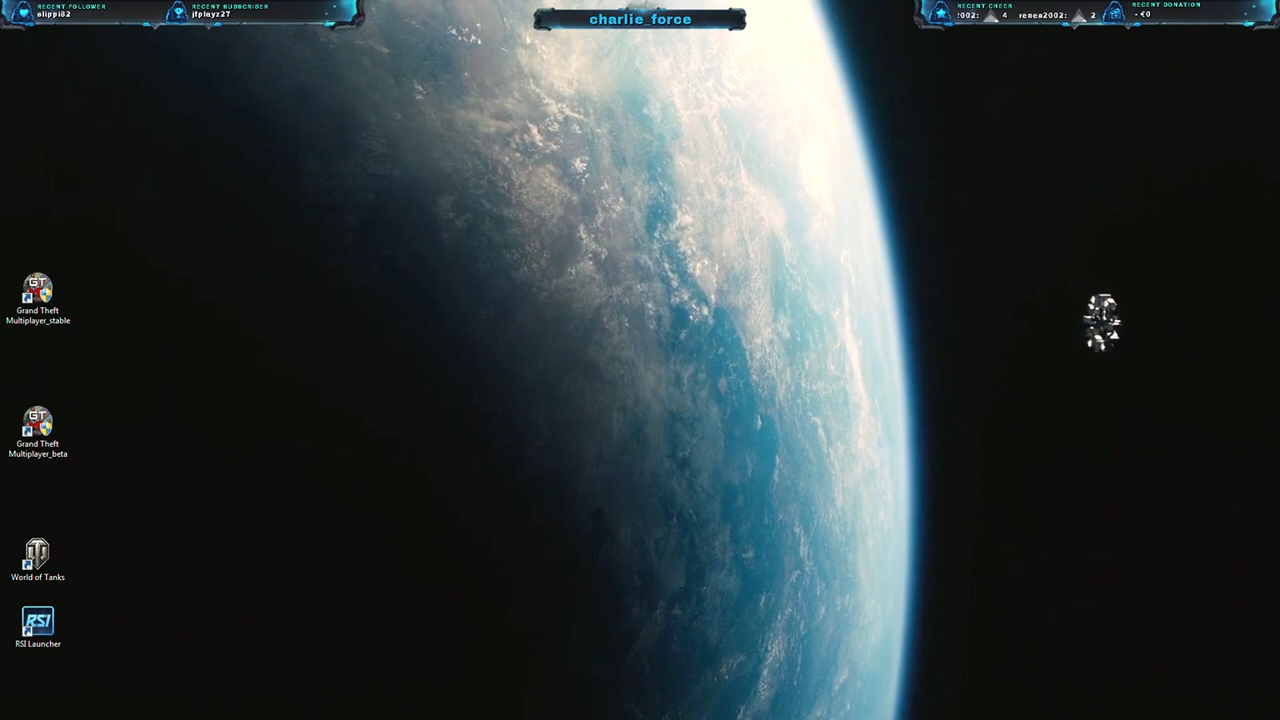 RECENT FOLLOWER
alippi82
RECENT SUBSCRIBER
jfplayz27
charlie_force
RECENT CHEER
!002: 4 renea2002: 2
RECENT DONATION
- €0
GT
Grand Theft
Multiplayer_stable
GT
Grand Theft
Multiplayer_beta
World of Tanks
RSI
RSI Launcher